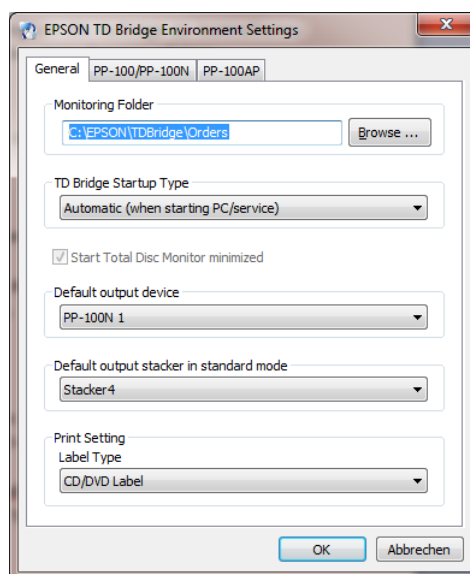 EPSON TD Bridge Environment Settings
General PP-100/PP-100N PP-100AP
Monitoring Folder
C:\EPSON\TDBridge\Orders Browse ...
TD Bridge Startup Type
Automatic (when starting PC/service)
Start Total Disc Monitor minimized
Default output device
PP-100N 1
Default output stacker in standard mode
Stacker4
Print Setting
Label Type
CD/DVD Label
OK Abbrechen